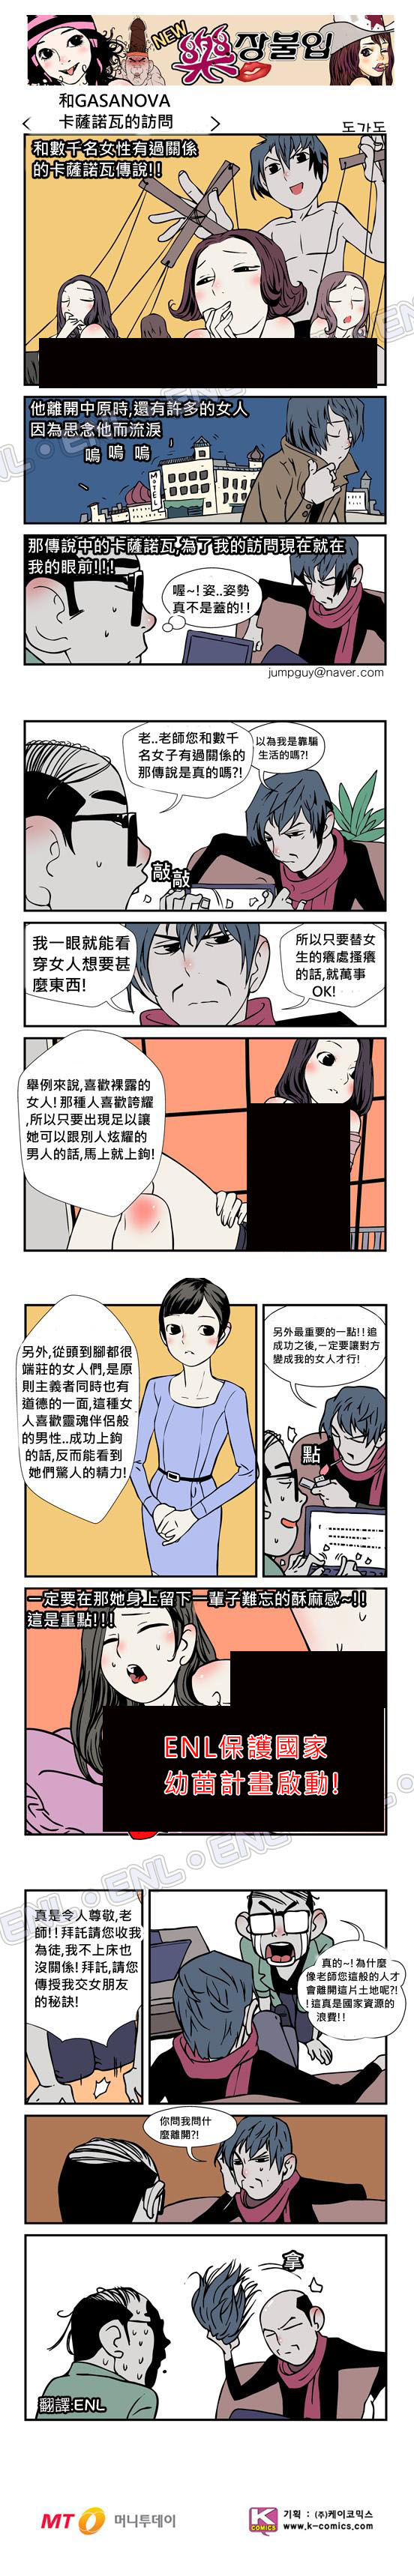 NEW 樂장불입
和GASANOVA
< 卡薩諾瓦的訪問 >
도가도
和數千名女性有過關係
的卡薩諾瓦傳說!!
他離開中原時,還有許多的女人
因為思念他而流淚
嗚 嗚 嗚
MOTEL
那傳說中的卡薩諾瓦,為了我的訪問現在就在
我的眼前!!!
喔~!姿..姿勢
真不是蓋的!!
jumpguy@naver.com
老..老師您和數千
名女子有過關係的
那傳說是真的嗎?!
以為我是靠騙
生活的嗎?!
敲敲
我一眼就能看
穿女人想要甚
麼東西!
所以只要替女
生的癢處搔癢
的話,就萬事
OK!
舉例來說,喜歡裸露的
女人!那種人喜歡誇耀
,所以只要出現足以讓
她可以跟別人炫耀的
男人的話,馬上就上鉤!
另外,從頭到腳都很
端莊的女人們,是原
則主義者同時也有
道德的一面,這種女
人喜歡靈魂伴侶般
的男性..成功上鉤
的話,反而能看到
她們驚人的精力!
另外最重要的一點!!追
成功之後,一定要讓對方
變成我的女人才行!
點
一定要在那她身上留下一輩子難忘的酥麻感~!!
這是重點!!!
ENL保護國家
幼苗計畫啟動!
真是令人尊敬,老
師!!拜託請您收我
為徒,我不上床也
沒關係!拜託,請您
傳授我交女朋友
的秘訣!
真的~!為什麼
像老師您這般的人才
會離開這片土地呢?!
!這真是國家資源的
浪費!!
你問我問什
麼離開?!
拿
翻譯:ENL
MT 머니투데이
K COMICS
기획 : (주)케이코믹스
www.k-comics.com
ENL · ENL · ENL